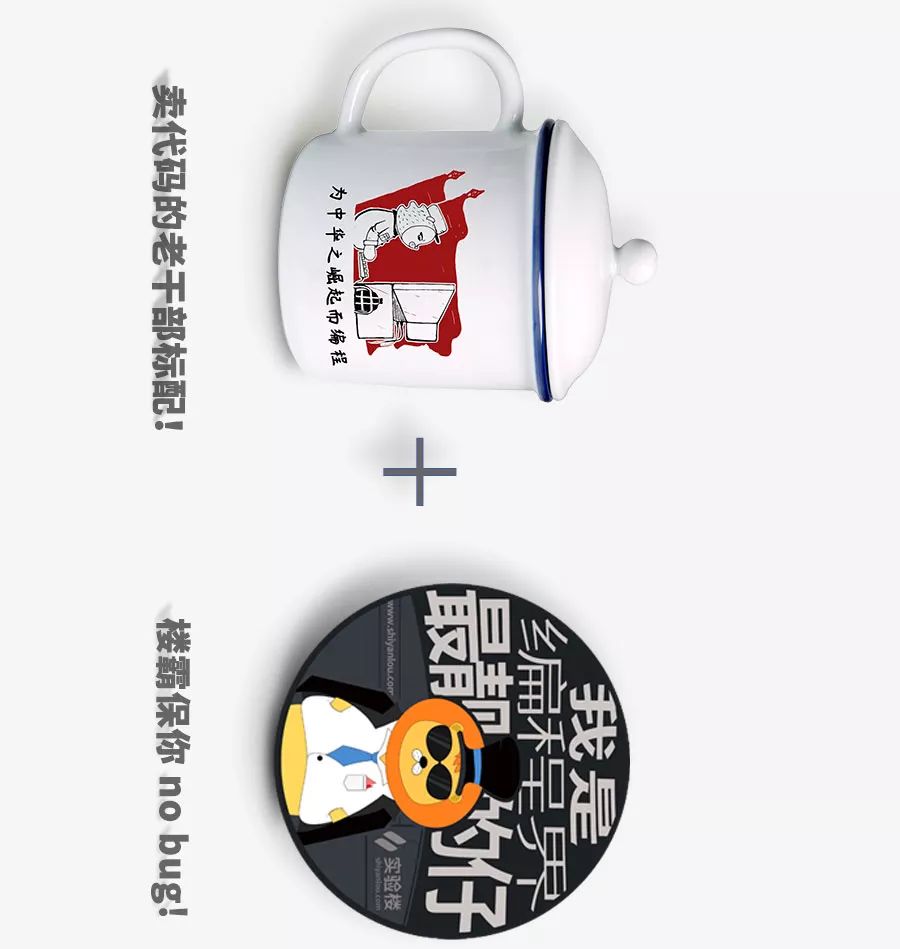 为中华之崛起而编程
卖代码的老干部标配!
我是
编程界
最靓的仔
www.shiyanlou.com
实验楼
shiyanlou.com
楼霸保你 no bug!